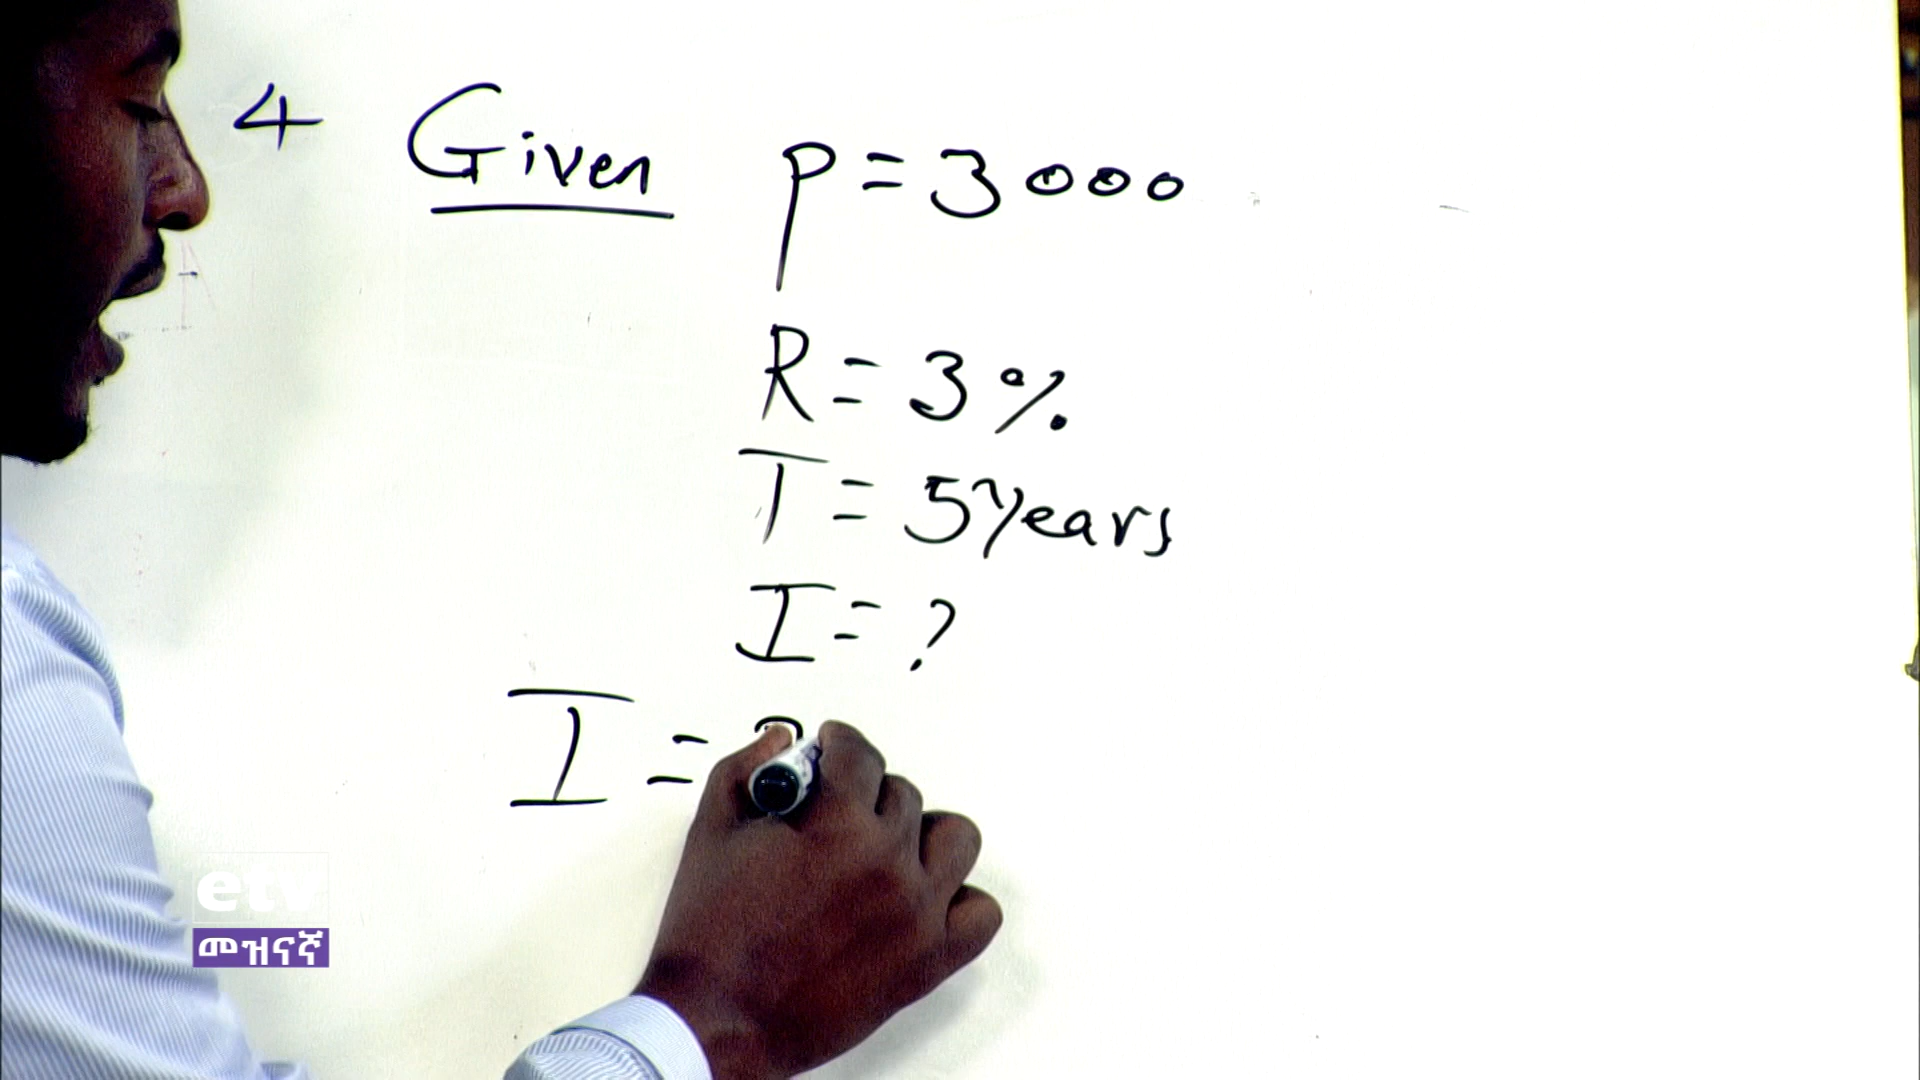 4 Given P = 3000
R = 3%
T = 5years
I = ?
I =
etv
መዝናኛ